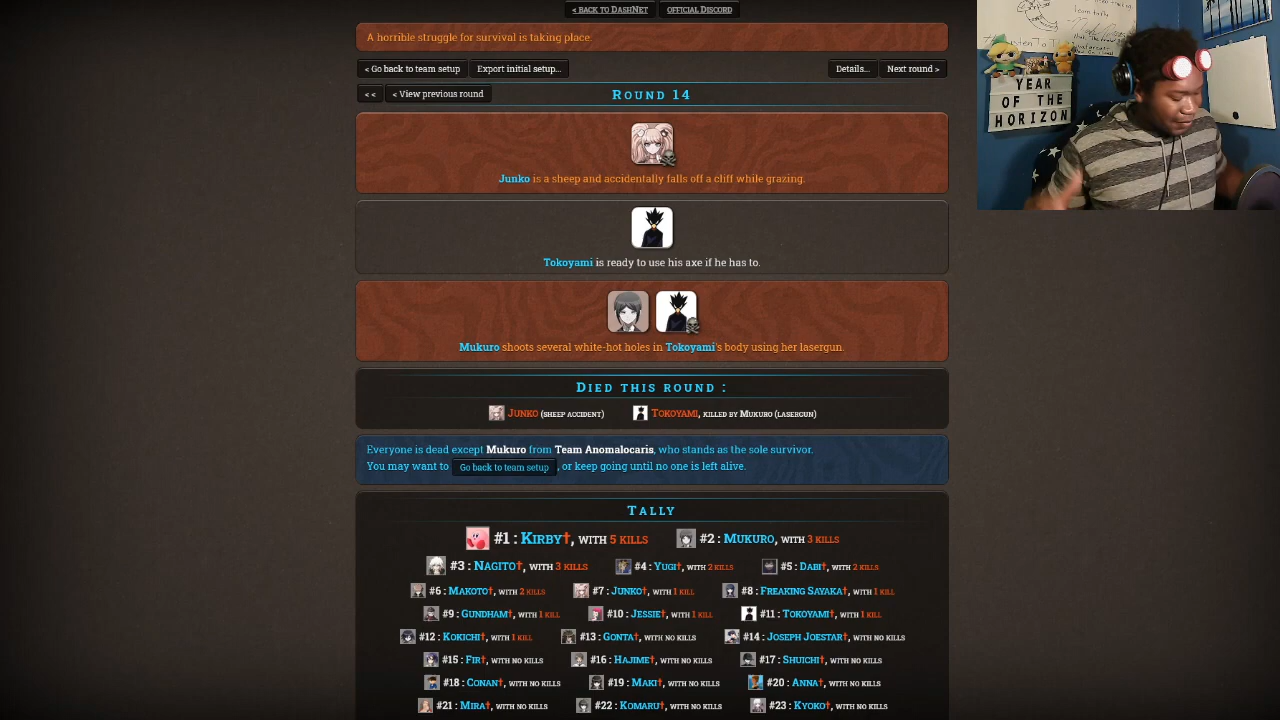 < BACK TO DASHNET
OFFICIAL DISCORD
A horrible struggle for survival is taking place.
< Go back to team setup
Export initial setup...
Details...
Next round >
<<
< View previous round
ROUND 14
Junko is a sheep and accidentally falls off a cliff while grazing.
Tokoyami is ready to use his axe if he has to.
Mukuro shoots several white-hot holes in Tokoyami's body using her lasergun.
DIED THIS ROUND :
JUNKO (SHEEP ACCIDENT)
TOKOYAMI, KILLED BY MUKURO (LASERGUN)
Everyone is dead except Mukuro from Team Anomalocaris, who stands as the sole survivor.
You may want to Go back to team setup, or keep going until no one is left alive.
TALLY
#1 : KIRBY†, WITH 5 KILLS
#2 : MUKURO, WITH 3 KILLS
#3 : NAGITO†, WITH 3 KILLS
#4 : YUGI†, WITH 2 KILLS
#5 : DABI†, WITH 2 KILLS
#6 : MAKOTO†, WITH 2 KILLS
#7 : JUNKO†, WITH 1 KILL
#8 : FREAKING SAYAKA†, WITH 1 KILL
#9 : GUNDHAM†, WITH 1 KILL
#10 : JESSIE†, WITH 1 KILL
#11 : TOKOYAMI†, WITH 1 KILL
#12 : KOKICHI†, WITH 1 KILL
#13 : GONTA†, WITH NO KILLS
#14 : JOSEPH JOESTAR†, WITH NO KILLS
#15 : FIR†, WITH NO KILLS
#16 : HAJIME†, WITH NO KILLS
#17 : SHUICHI†, WITH NO KILLS
#18 : CONAN†, WITH NO KILLS
#19 : MAKI†, WITH NO KILLS
#20 : ANNA†, WITH NO KILLS
#21 : MIRA†, WITH NO KILLS
#22 : KOMARU†, WITH NO KILLS
#23 : KYOKO†, WITH NO KILLS
YEAR
OF THE
HORIZON